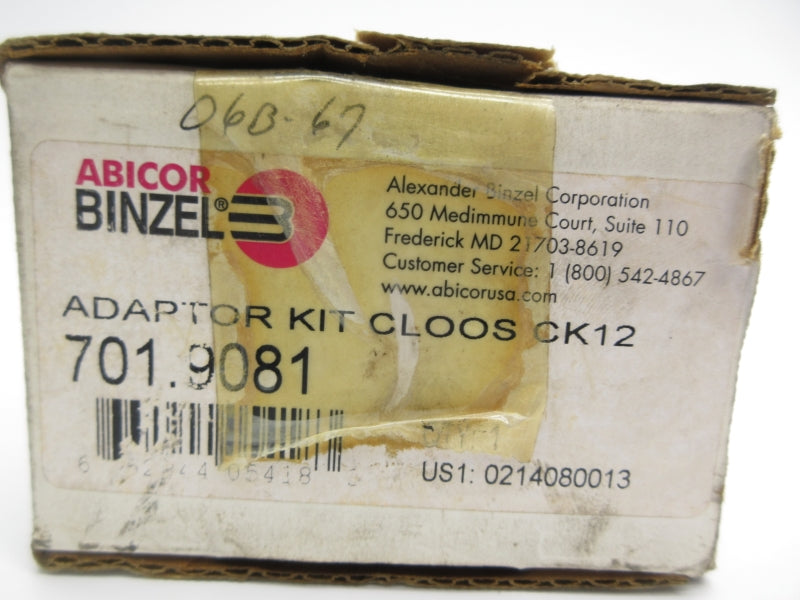 06B-67
ABICOR
BINZEL®
Alexander Binzel Corporation
650 Medimmune Court, Suite 110
Frederick MD 21703-8619
Customer Service: 1 (800) 542-4867
www.abicorusa.com
ADAPTOR KIT CLOOS CK12
701.9081
05418
US1: 0214080013